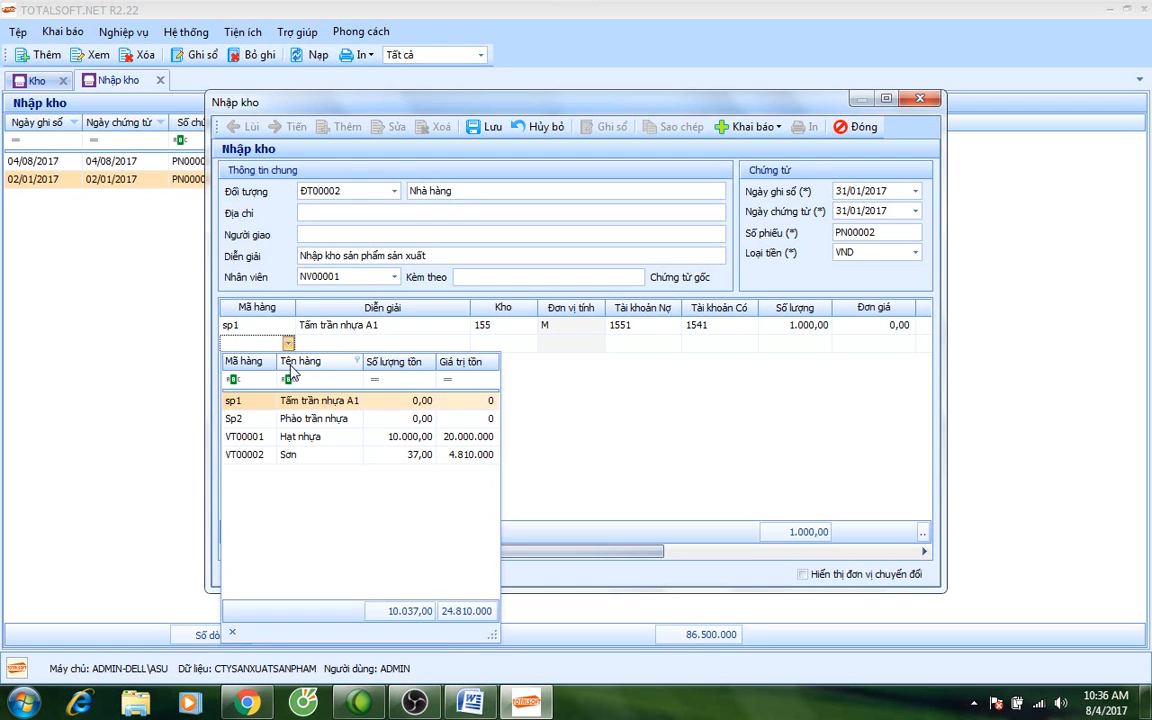 TOTALSOFT.NET R2.22
Tệp Khai báo Nghiệp vụ Hệ thống Tiện ích Trợ giúp Phong cách
Thêm Xem Xóa Ghi sổ Bỏ ghi Nạp In Tất cả
Kho Nhập kho
Nhập kho
Ngày ghi sổ Ngày chứng từ Số chứ
04/08/2017 04/08/2017 PN0000
02/01/2017 02/01/2017 PN0000
Nhập kho
Lùi Tiến Thêm Sửa Xoá Lưu Hủy bỏ Ghi sổ Sao chép Khai báo In Đóng
Nhập kho
Thông tin chung
Đối tượng ĐT00002 Nhà hàng
Địa chỉ
Người giao
Diễn giải Nhập kho sản phẩm sản xuất
Nhân viên NV00001 Kèm theo Chứng từ gốc
Chứng từ
Ngày ghi sổ (*) 31/01/2017
Ngày chứng từ (*) 31/01/2017
Số phiếu (*) PN00002
Loại tiền (*) VND
Mã hàng Diễn giải Kho Đơn vị tính Tài khoản Nợ Tài khoản Có Số lượng Đơn giá
sp1 Tấm trần nhựa A1 155 M 1551 1541 1.000,00 0,00
Mã hàng Tên hàng Số lượng tồn Giá trị tồn
sp1 Tấm trần nhựa A1 0,00 0
Sp2 Phào trần nhựa 0,00 0
VT00001 Hạt nhựa 10.000,00 20.000.000
VT00002 Sơn 37,00 4.810.000
10.037,00 24.810.000
1.000,00 ..
Hiển thị đơn vị chuyển đổi
Số dò 86.500.000
Máy chủ: ADMIN-DELL\ASU Dữ liệu: CTYSANXUATSANPHAM Người dùng: ADMIN
10:36 AM
8/4/2017